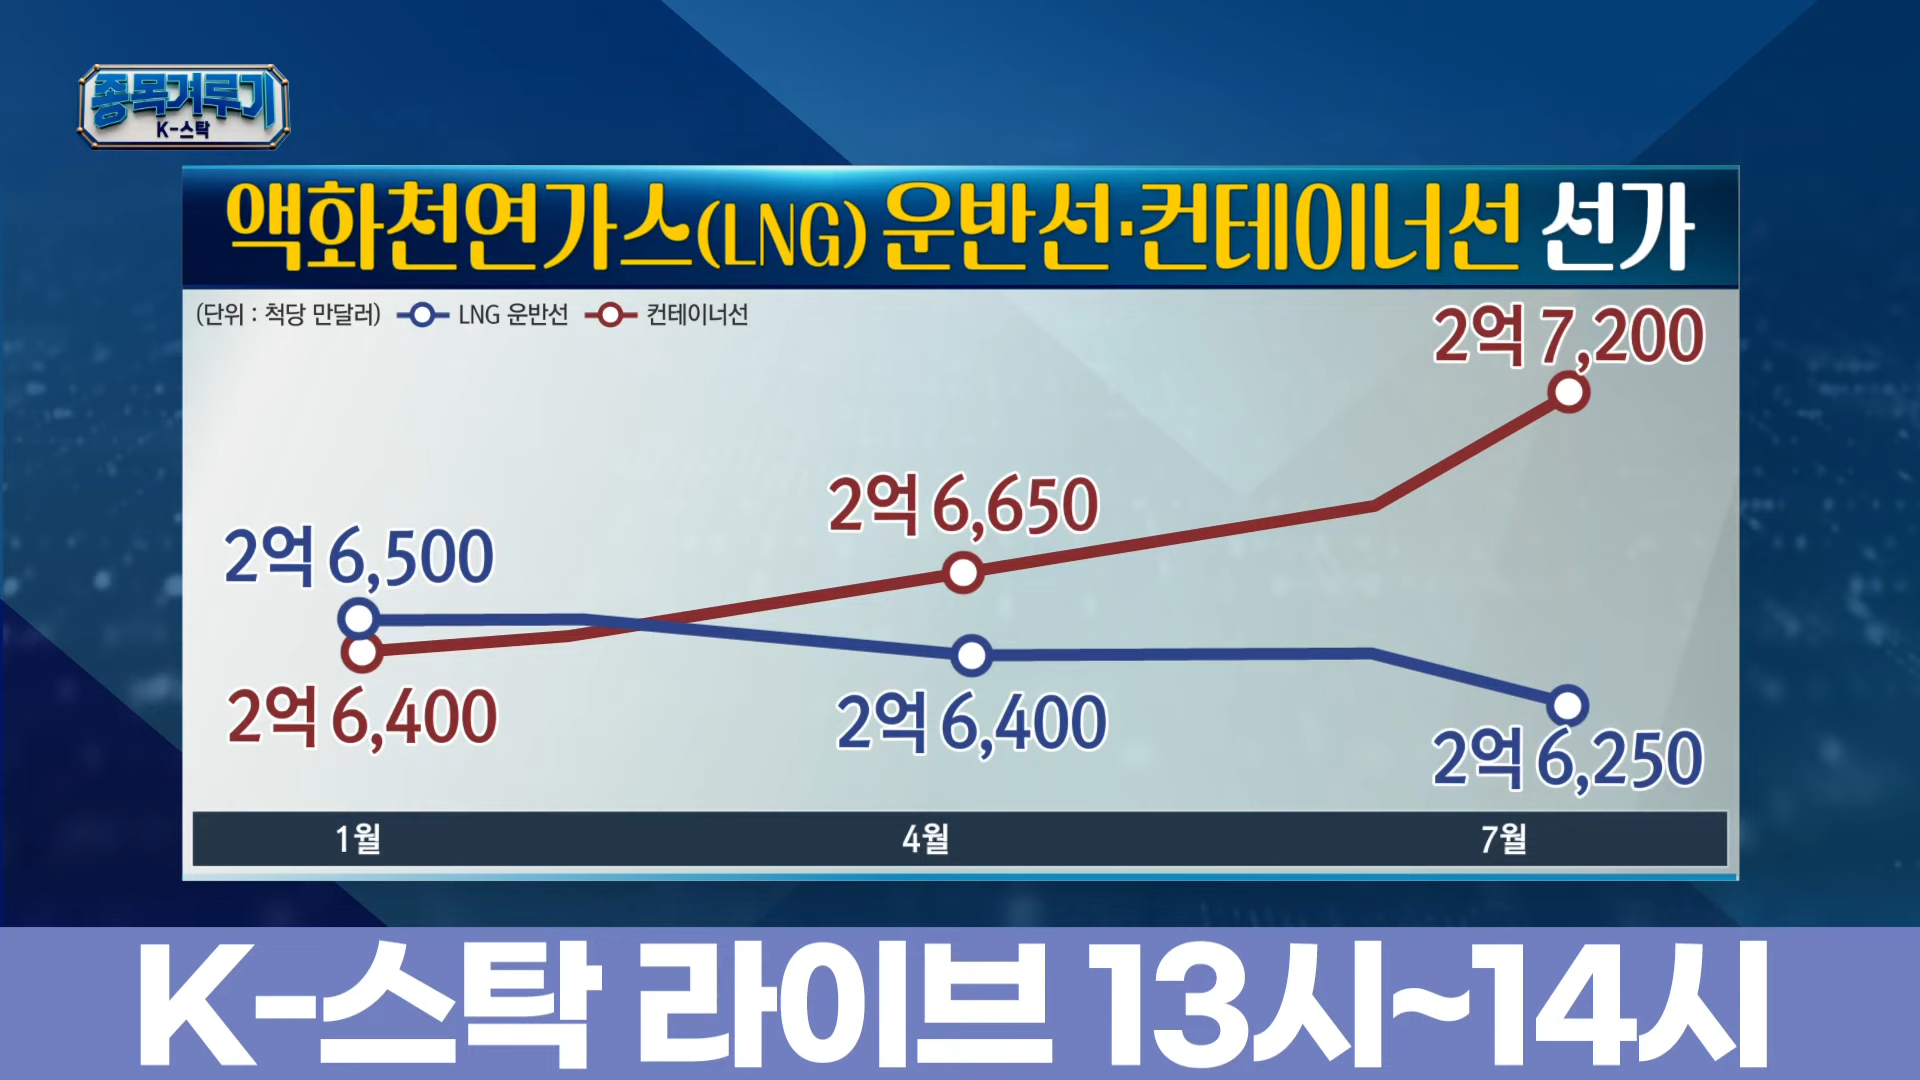 종목겨루기
K-스탁
액화천연가스(LNG) 운반선·컨테이너선 선가
(단위 : 척당 만달러) LNG 운반선 컨테이너선
2억 7,200
2억 6,650
2억 6,500
2억 6,400
2억 6,400
2억 6,250
1월 4월 7월
K-스탁 라이브 13시~14시